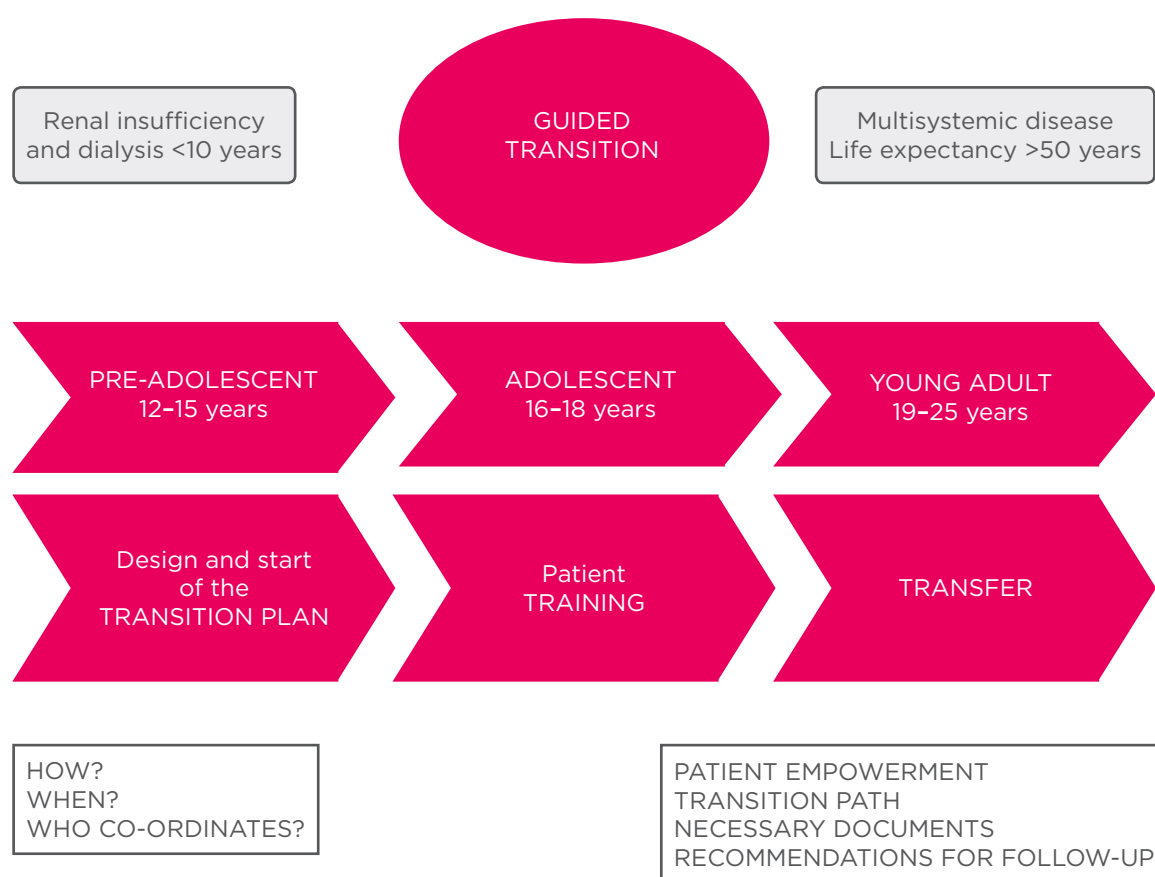 Renal insufficiency
and dialysis <10 years
GUIDED
TRANSITION
Multisystemic disease
Life expectancy >50 years
PRE-ADOLESCENT
12–15 years
ADOLESCENT
16–18 years
YOUNG ADULT
19–25 years
Design and start
of the
TRANSITION PLAN
Patient
TRAINING
TRANSFER
HOW?
WHEN?
WHO CO-ORDINATES?
PATIENT EMPOWERMENT
TRANSITION PATH
NECESSARY DOCUMENTS
RECOMMENDATIONS FOR FOLLOW-UP